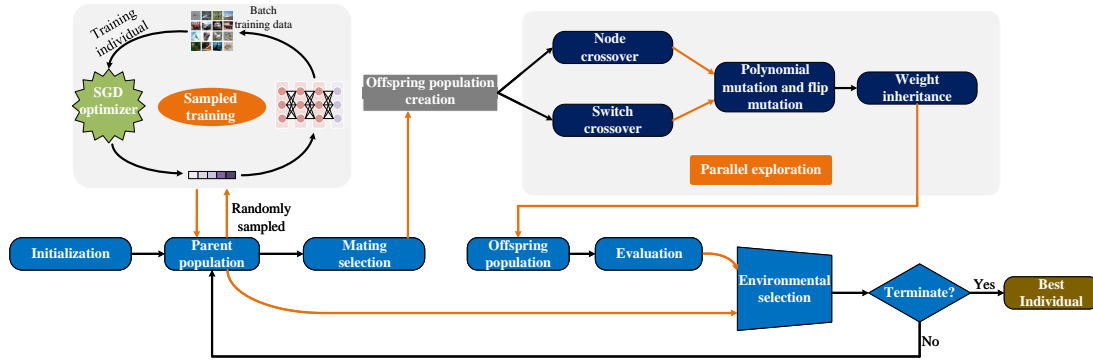 Training
individual
Batch
training data
SGD
optimizer
Sampled
training
Randomly
sampled
Offspring population
creation
Node
crossover
Switch
crossover
Polynomial
mutation and flip
mutation
Weight
inheritance
Parallel exploration
Initialization
Parent
population
Mating
selection
Offspring
population
Evaluation
Environmental
selection
Terminate?
Yes
Best
Individual
No